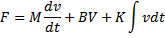 F = M dv/dt + BV + K ∫ vdt